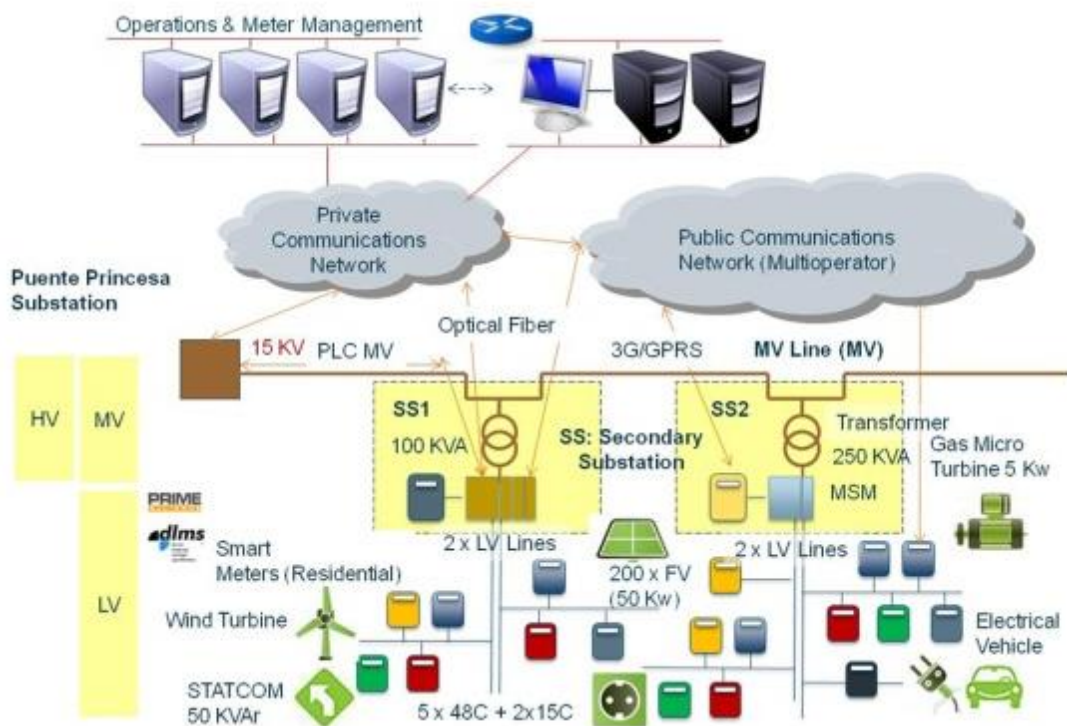 Operations & Meter Management
Private
Communications
Network
Public Communications
Network (Multioperator)
Puente Princesa
Substation
Optical Fiber
15 KV
PLC MV
3G/GPRS
MV Line (MV)
HV
MV
SS1
100 KVA
SS: Secondary
Substation
SS2
Transformer
250 KVA
MSM
Gas Micro
Turbine 5 Kw
PRIME
dlms
2 x LV Lines
2 x LV Lines
Smart
Meters (Residential)
LV
200 x FV
(50 Kw)
Wind Turbine
Electrical
Vehicle
STATCOM
50 KVAr
5 x 48C + 2x15C